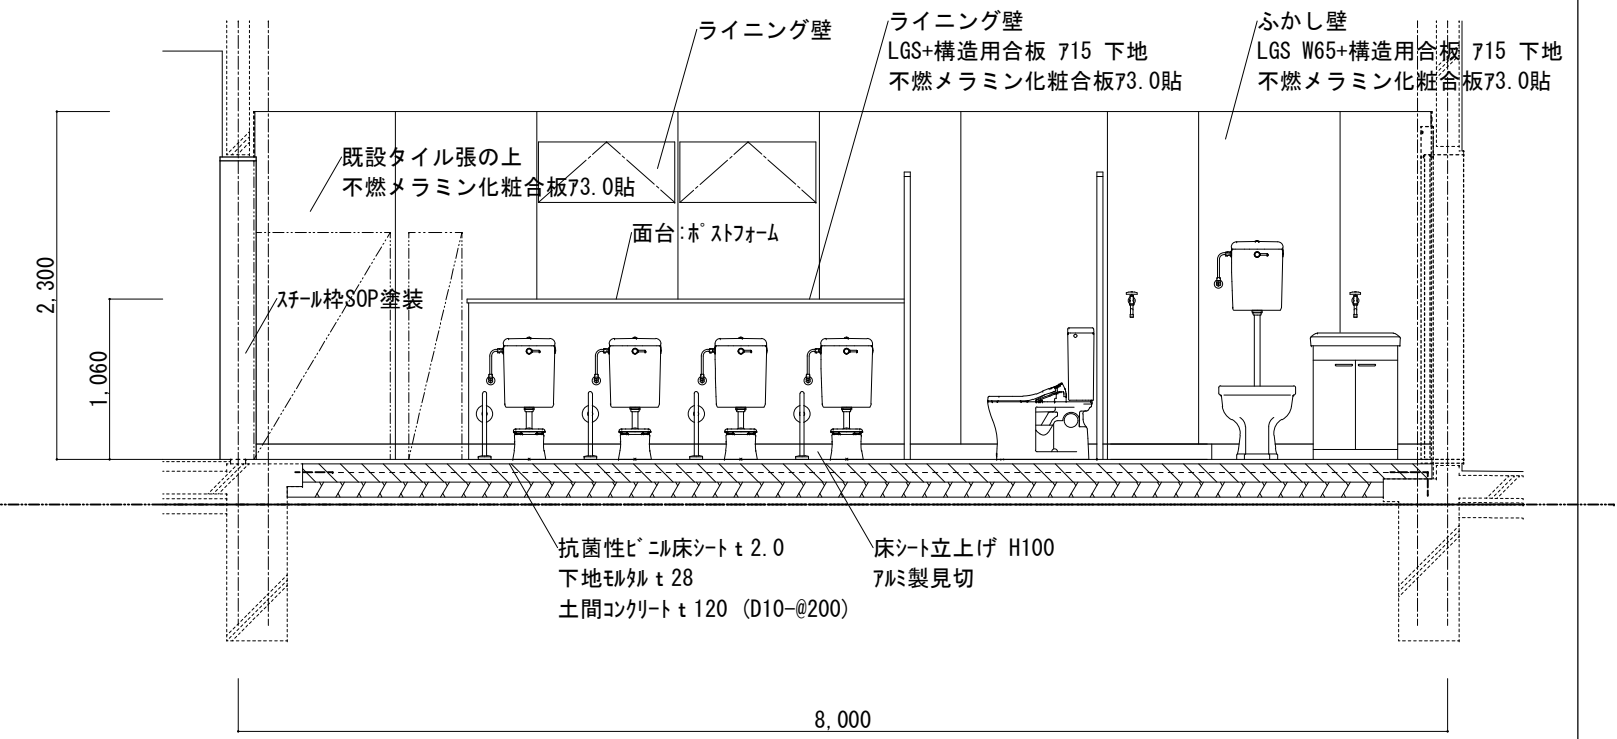 ライニング壁
ライニング壁
LGS+構造用合板 ｱ15 下地
不燃メラミン化粧合板ｱ3.0貼
ふかし壁
LGS W65+構造用合板 ｱ15 下地
不燃メラミン化粧合板ｱ3.0貼
既設タイル張の上
不燃メラミン化粧合板ｱ3.0貼
面台:ﾎﾟｽﾄﾌｫｰﾑ
ｽﾁｰﾙ枠SOP塗装
2,300
1,060
抗菌性ﾋﾞﾆﾙ床ｼｰﾄｔ2.0
下地ﾓﾙﾀﾙｔ28
土間ｺﾝｸﾘｰﾄｔ120 (D10-@200)
床ｼｰﾄ立上げ H100
ｱﾙﾐ製見切
8,000